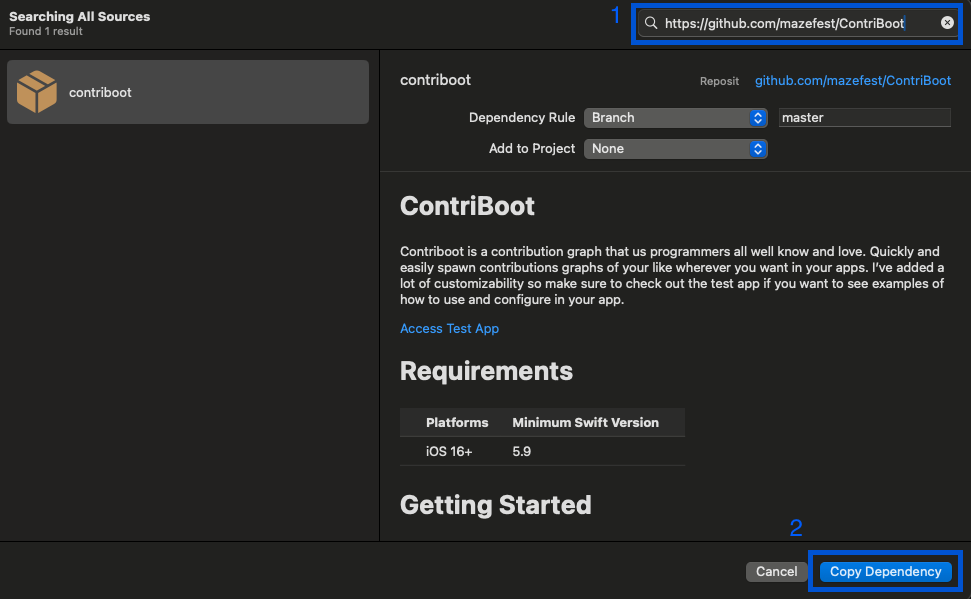 Searching All Sources
Found 1 result
1
https://github.com/mazefest/ContriBoot
contriboot
contriboot
Reposit
github.com/mazefest/ContriBoot
Dependency Rule Branch master
Add to Project None
ContriBoot
Contriboot is a contribution graph that us programmers all well know and love. Quickly and
easily spawn contributions graphs of your like wherever you want in your apps. I've added a
lot of customizability so make sure to check out the test app if you want to see examples of
how to use and configure in your app.
Access Test App
Requirements
Platforms Minimum Swift Version
iOS 16+ 5.9
Getting Started
2
Cancel Copy Dependency